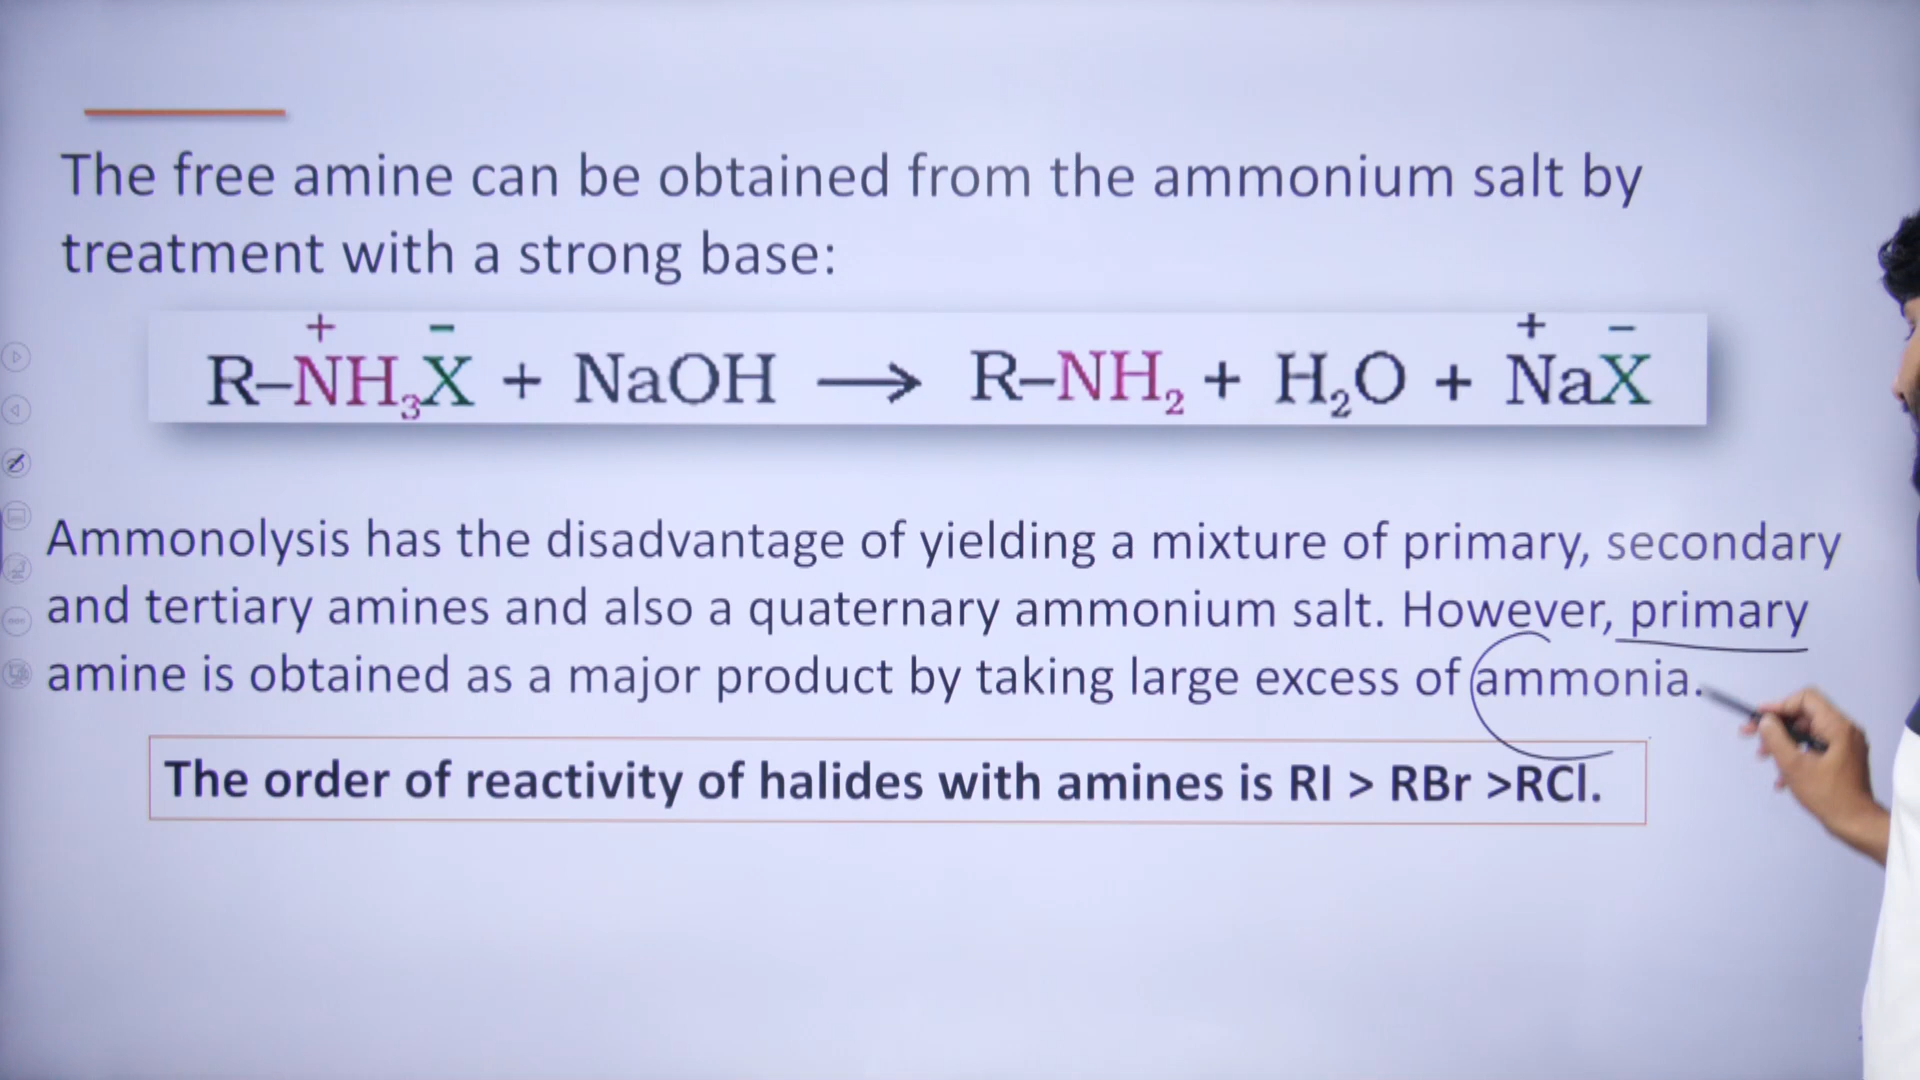 The free amine can be obtained from the ammonium salt by
treatment with a strong base:
R–N⁺H₃X⁻ + NaOH ⟶ R–NH₂ + H₂O + Na⁺X⁻
Ammonolysis has the disadvantage of yielding a mixture of primary, secondary
and tertiary amines and also a quaternary ammonium salt. However, primary
amine is obtained as a major product by taking large excess of ammonia.
The order of reactivity of halides with amines is RI > RBr >RCl.